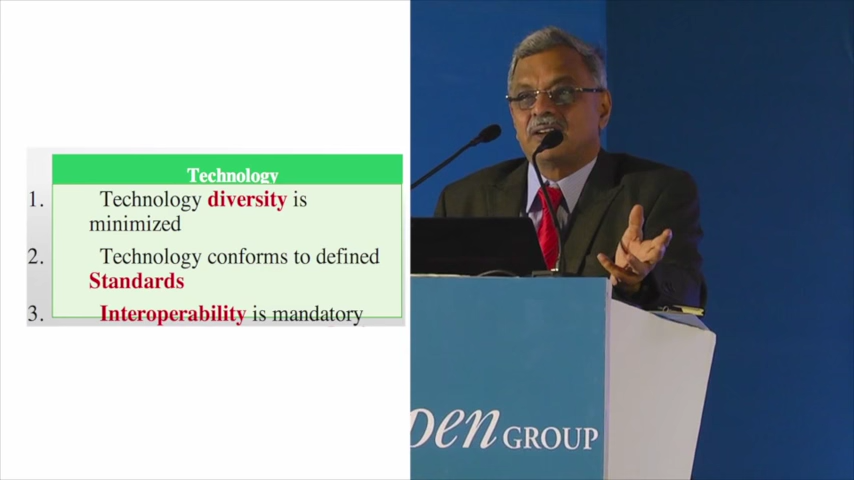 Technology
1. Technology diversity is
minimized
2. Technology conforms to defined
Standards
3. Interoperability is mandatory
pen GROUP